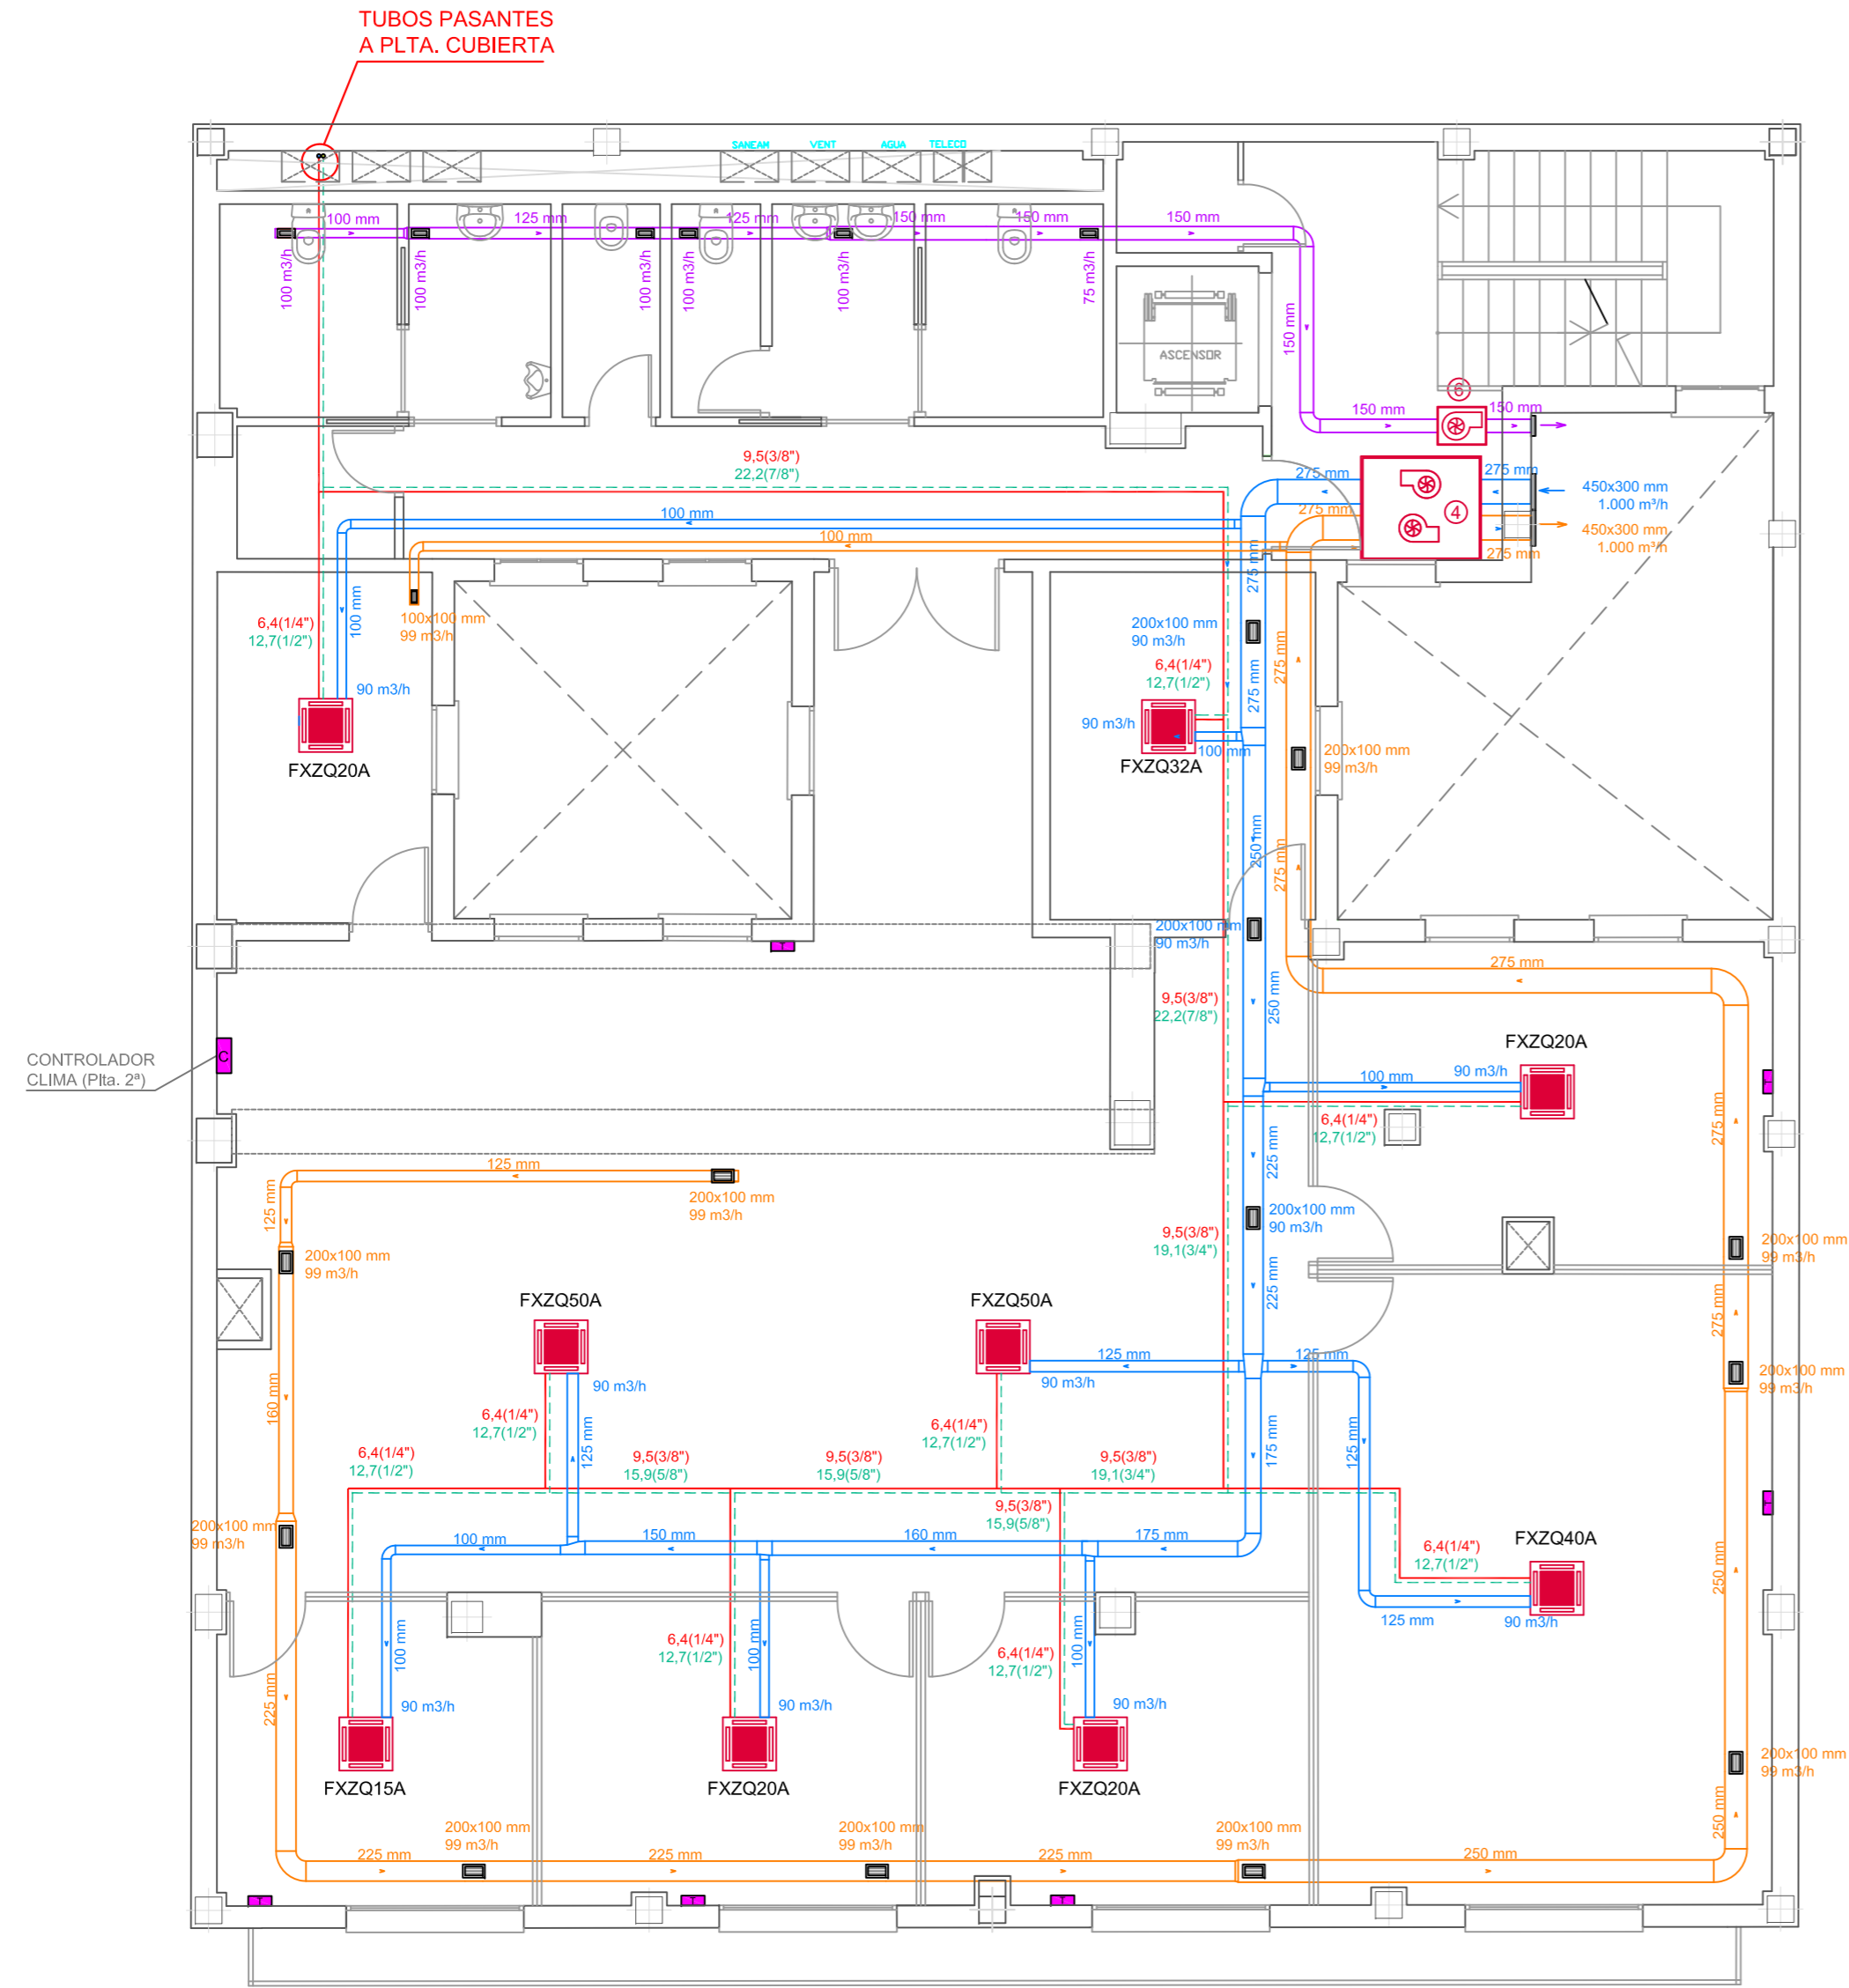 TUBOS PASANTES
A PLTA. CUBIERTA
SANEAM
VENT
AGUA
TELECO
100 mm
125 mm
125 mm
150 mm
150 mm
150 mm
100 m3/h
100 m3/h
100 m3/h
100 m3/h
100 m3/h
75 m3/h
150 mm
ASCENSOR
6
150 mm
150 mm
9,5(3/8")
22,2(7/8")
275 mm
275 mm
450x300 mm
1.000 m³/h
4
275 mm
450x300 mm
1.000 m³/h
275 mm
100 mm
100 mm
275 mm
100 mm
6,4(1/4")
12,7(1/2")
100x100 mm
99 m3/h
200x100 mm
90 m3/h
275 mm
6,4(1/4")
12,7(1/2")
275 mm
90 m3/h
90 m3/h
100 mm
200x100 mm
99 m3/h
FXZQ20A
FXZQ32A
250 mm
275 mm
200x100 mm
90 m3/h
275 mm
9,5(3/8")
22,2(7/8")
250 mm
CONTROLADOR
CLIMA (Plta. 2ª)
C
FXZQ20A
90 m3/h
100 mm
6,4(1/4")
12,7(1/2")
275 mm
125 mm
225 mm
200x100 mm
99 m3/h
125 mm
200x100 mm
90 m3/h
9,5(3/8")
19,1(3/4")
200x100 mm
99 m3/h
200x100 mm
99 m3/h
225 mm
275 mm
FXZQ50A
FXZQ50A
125 mm
125 mm
90 m3/h
90 m3/h
200x100 mm
99 m3/h
160 mm
6,4(1/4")
12,7(1/2")
125 mm
6,4(1/4")
12,7(1/2")
175 mm
125 mm
6,4(1/4")
12,7(1/2")
9,5(3/8")
15,9(5/8")
9,5(3/8")
15,9(5/8")
9,5(3/8")
19,1(3/4")
9,5(3/8")
15,9(5/8")
200x100 mm
99 m3/h
100 mm
150 mm
160 mm
175 mm
FXZQ40A
6,4(1/4")
12,7(1/2")
250 mm
125 mm
90 m3/h
100 mm
6,4(1/4")
12,7(1/2")
100 mm
6,4(1/4")
12,7(1/2")
100 mm
225 mm
90 m3/h
90 m3/h
90 m3/h
200x100 mm
99 m3/h
FXZQ15A
FXZQ20A
FXZQ20A
200x100 mm
99 m3/h
200x100 mm
99 m3/h
200x100 mm
99 m3/h
250 mm
225 mm
225 mm
225 mm
250 mm